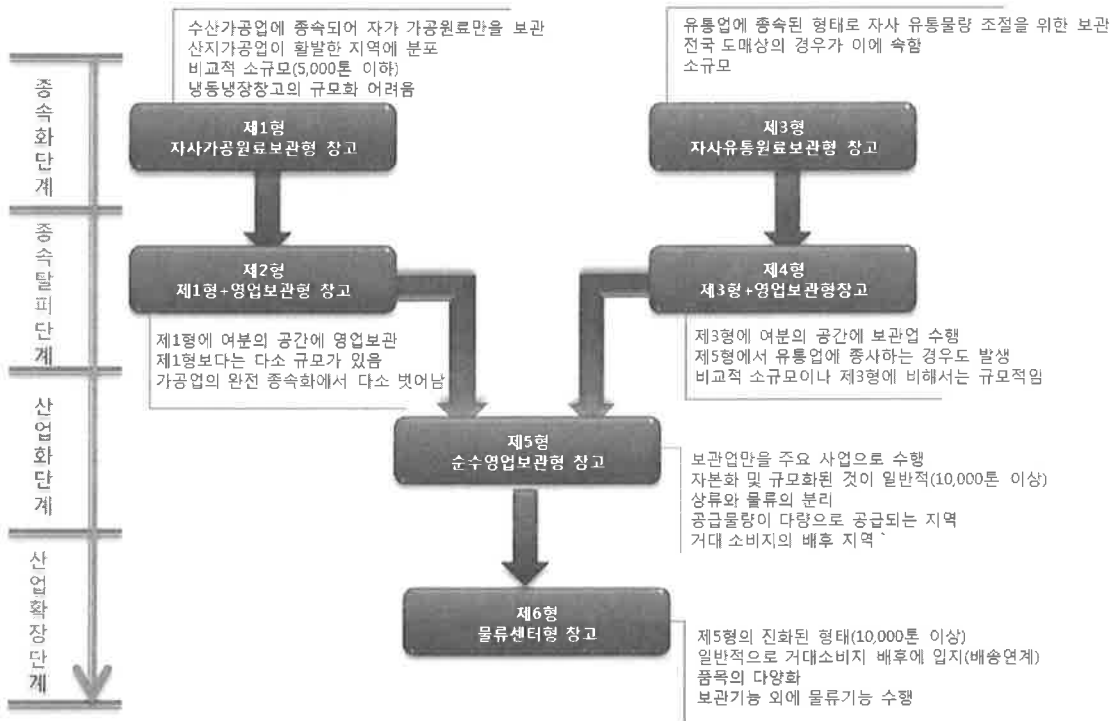 수산가공업에 종속되어 자가 가공원료만을 보관
산지가공업이 활발한 지역에 분포
비교적 소규모(5,000톤 이하)
냉동냉장창고의 규모화 어려움
유통업에 종속된 형태로 자사 유통물량 조절을 위한 보관
전국 도매상의 경우가 이에 속함
소규모
종속화단계
제1형
자사가공원료보관형 창고
제3형
자사유통원료보관형 창고
종속탈피단계
제2형
제1형+영업보관형 창고
제4형
제3형+영업보관형창고
제1형에 여분의 공간에 영업보관
제1형보다는 다소 규모가 있음
가공업의 완전 종속화에서 다소 벗어남
제3형에 여분의 공간에 보관업 수행
제5형에서 유통업에 종사하는 경우도 발생
비교적 소규모이나 제3형에 비해서는 규모적임
산업화단계
제5형
순수영업보관형 창고
보관업만을 주요 사업으로 수행
자본화 및 규모화된 것이 일반적(10,000톤 이상)
상류와 물류의 분리
공급물량이 다량으로 공급되는 지역
거대 소비지의 배후 지역`
산업확장단계
제6형
물류센터형 창고
제5형의 진화된 형태(10,000톤 이상)
일반적으로 거대소비지 배후에 입지(배송연계)
품목의 다양화
보관기능 외에 물류기능 수행